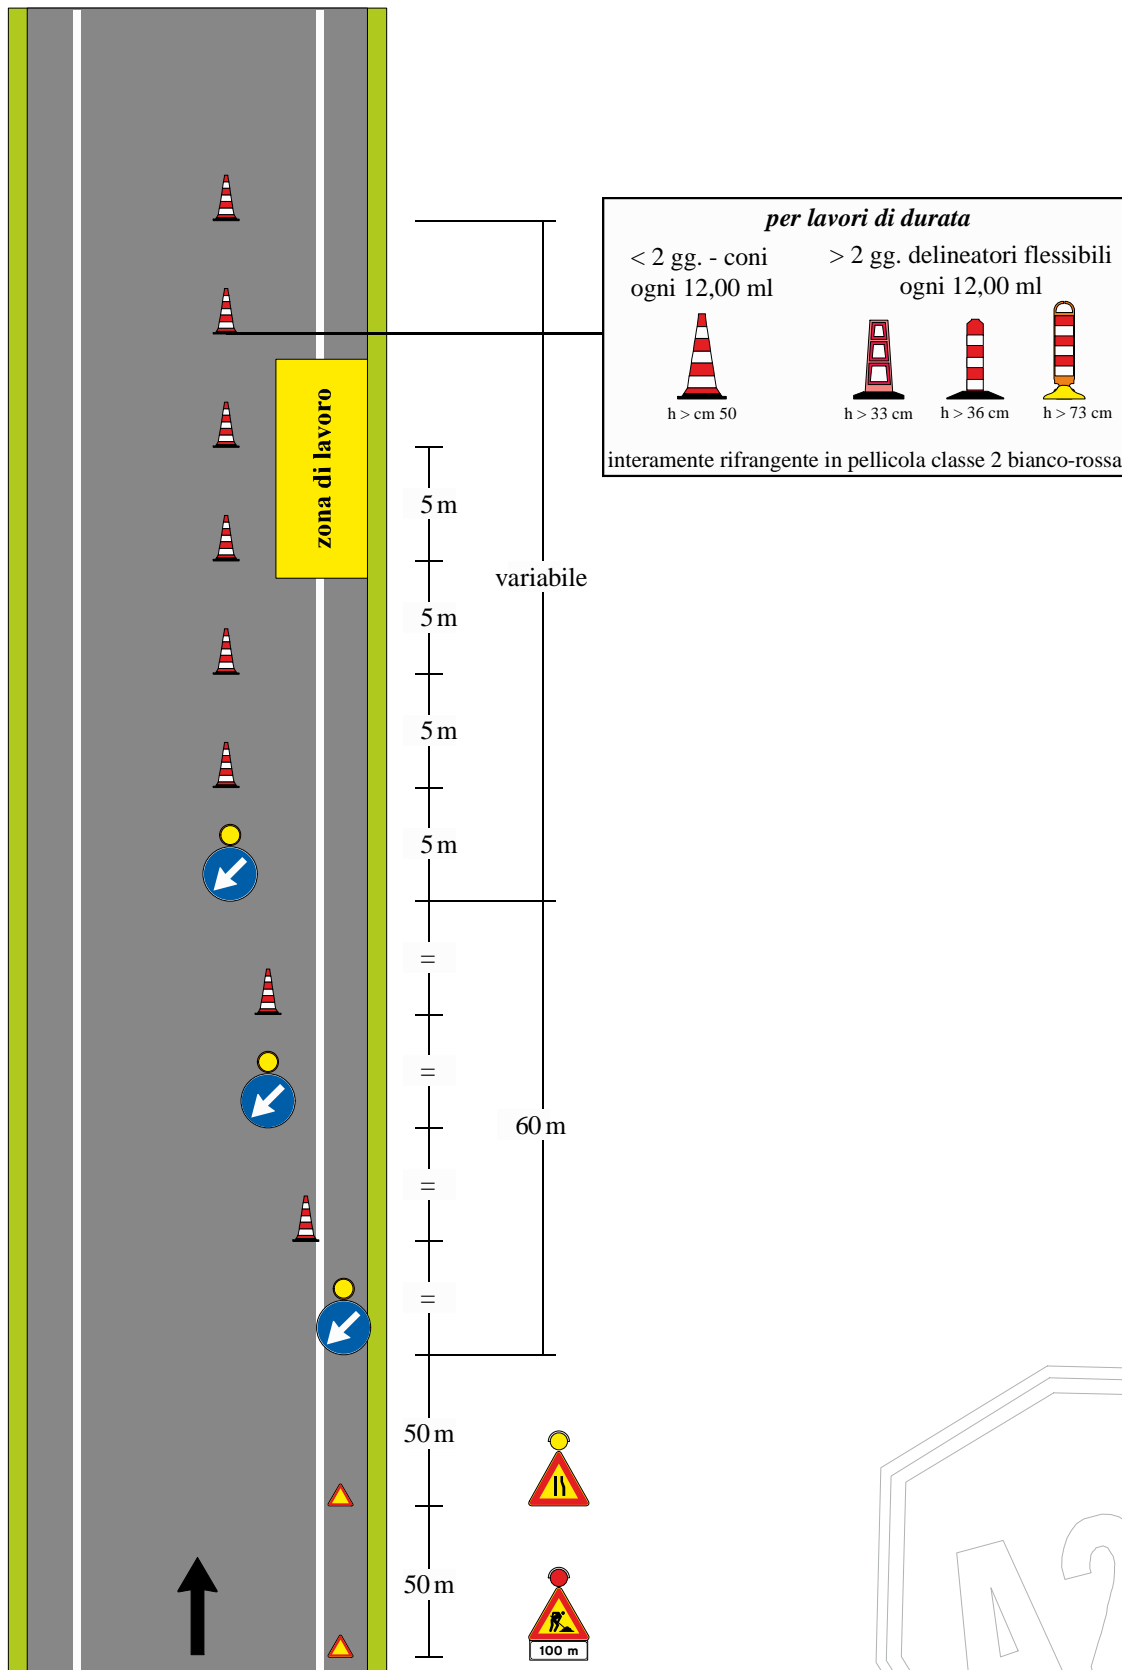 per lavori di durata
< 2 gg. - coni
ogni 12,00 ml
> 2 gg. delineatori flessibili
ogni 12,00 ml
h > cm 50
h > 33 cm
h > 36 cm
h > 73 cm
interamente rifrangente in pellicola classe 2 bianco-rossa
zona di lavoro
5 m
variabile
5 m
5 m
5 m
=
=
60 m
=
=
50 m
50 m
100 m
A2